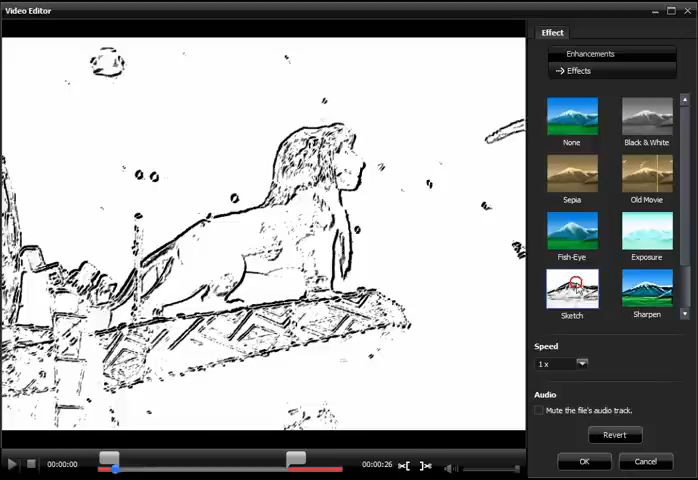 Video Editor
Effect
Enhancements
Effects
None
Black & White
Sepia
Old Movie
Fish-Eye
Exposure
Sketch
Sharpen
Speed
1x
Audio
Mute the file's audio track.
Revert
00:00:00
00:00:26
OK
Cancel